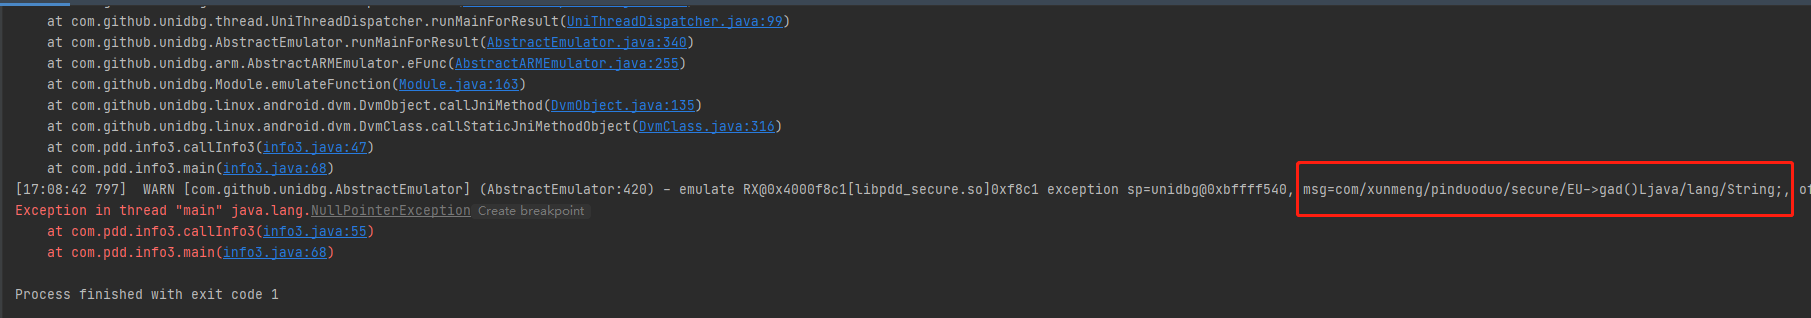 at com.github.unidbg.thread.UniThreadDispatcher.runMainForResult(UniThreadDispatcher.java:99)
at com.github.unidbg.AbstractEmulator.runMainForResult(AbstractEmulator.java:340)
at com.github.unidbg.arm.AbstractARMEmulator.eFunc(AbstractARMEmulator.java:255)
at com.github.unidbg.Module.emulateFunction(Module.java:163)
at com.github.unidbg.linux.android.dvm.DvmObject.callJniMethod(DvmObject.java:135)
at com.github.unidbg.linux.android.dvm.DvmClass.callStaticJniMethodObject(DvmClass.java:316)
at com.pdd.info3.callInfo3(info3.java:47)
at com.pdd.info3.main(info3.java:68)
[17:08:42 797]  WARN [com.github.unidbg.AbstractEmulator] (AbstractEmulator:420) - emulate RX@0x4000f8c1[libpdd_secure.so]0xf8c1 exception sp=unidbg@0xbffff540, msg=com/xunmeng/pinduoduo/secure/EU->gad()Ljava/lang/String;, of
Exception in thread "main" java.lang.NullPointerException Create breakpoint
at com.pdd.info3.callInfo3(info3.java:55)
at com.pdd.info3.main(info3.java:68)
Process finished with exit code 1